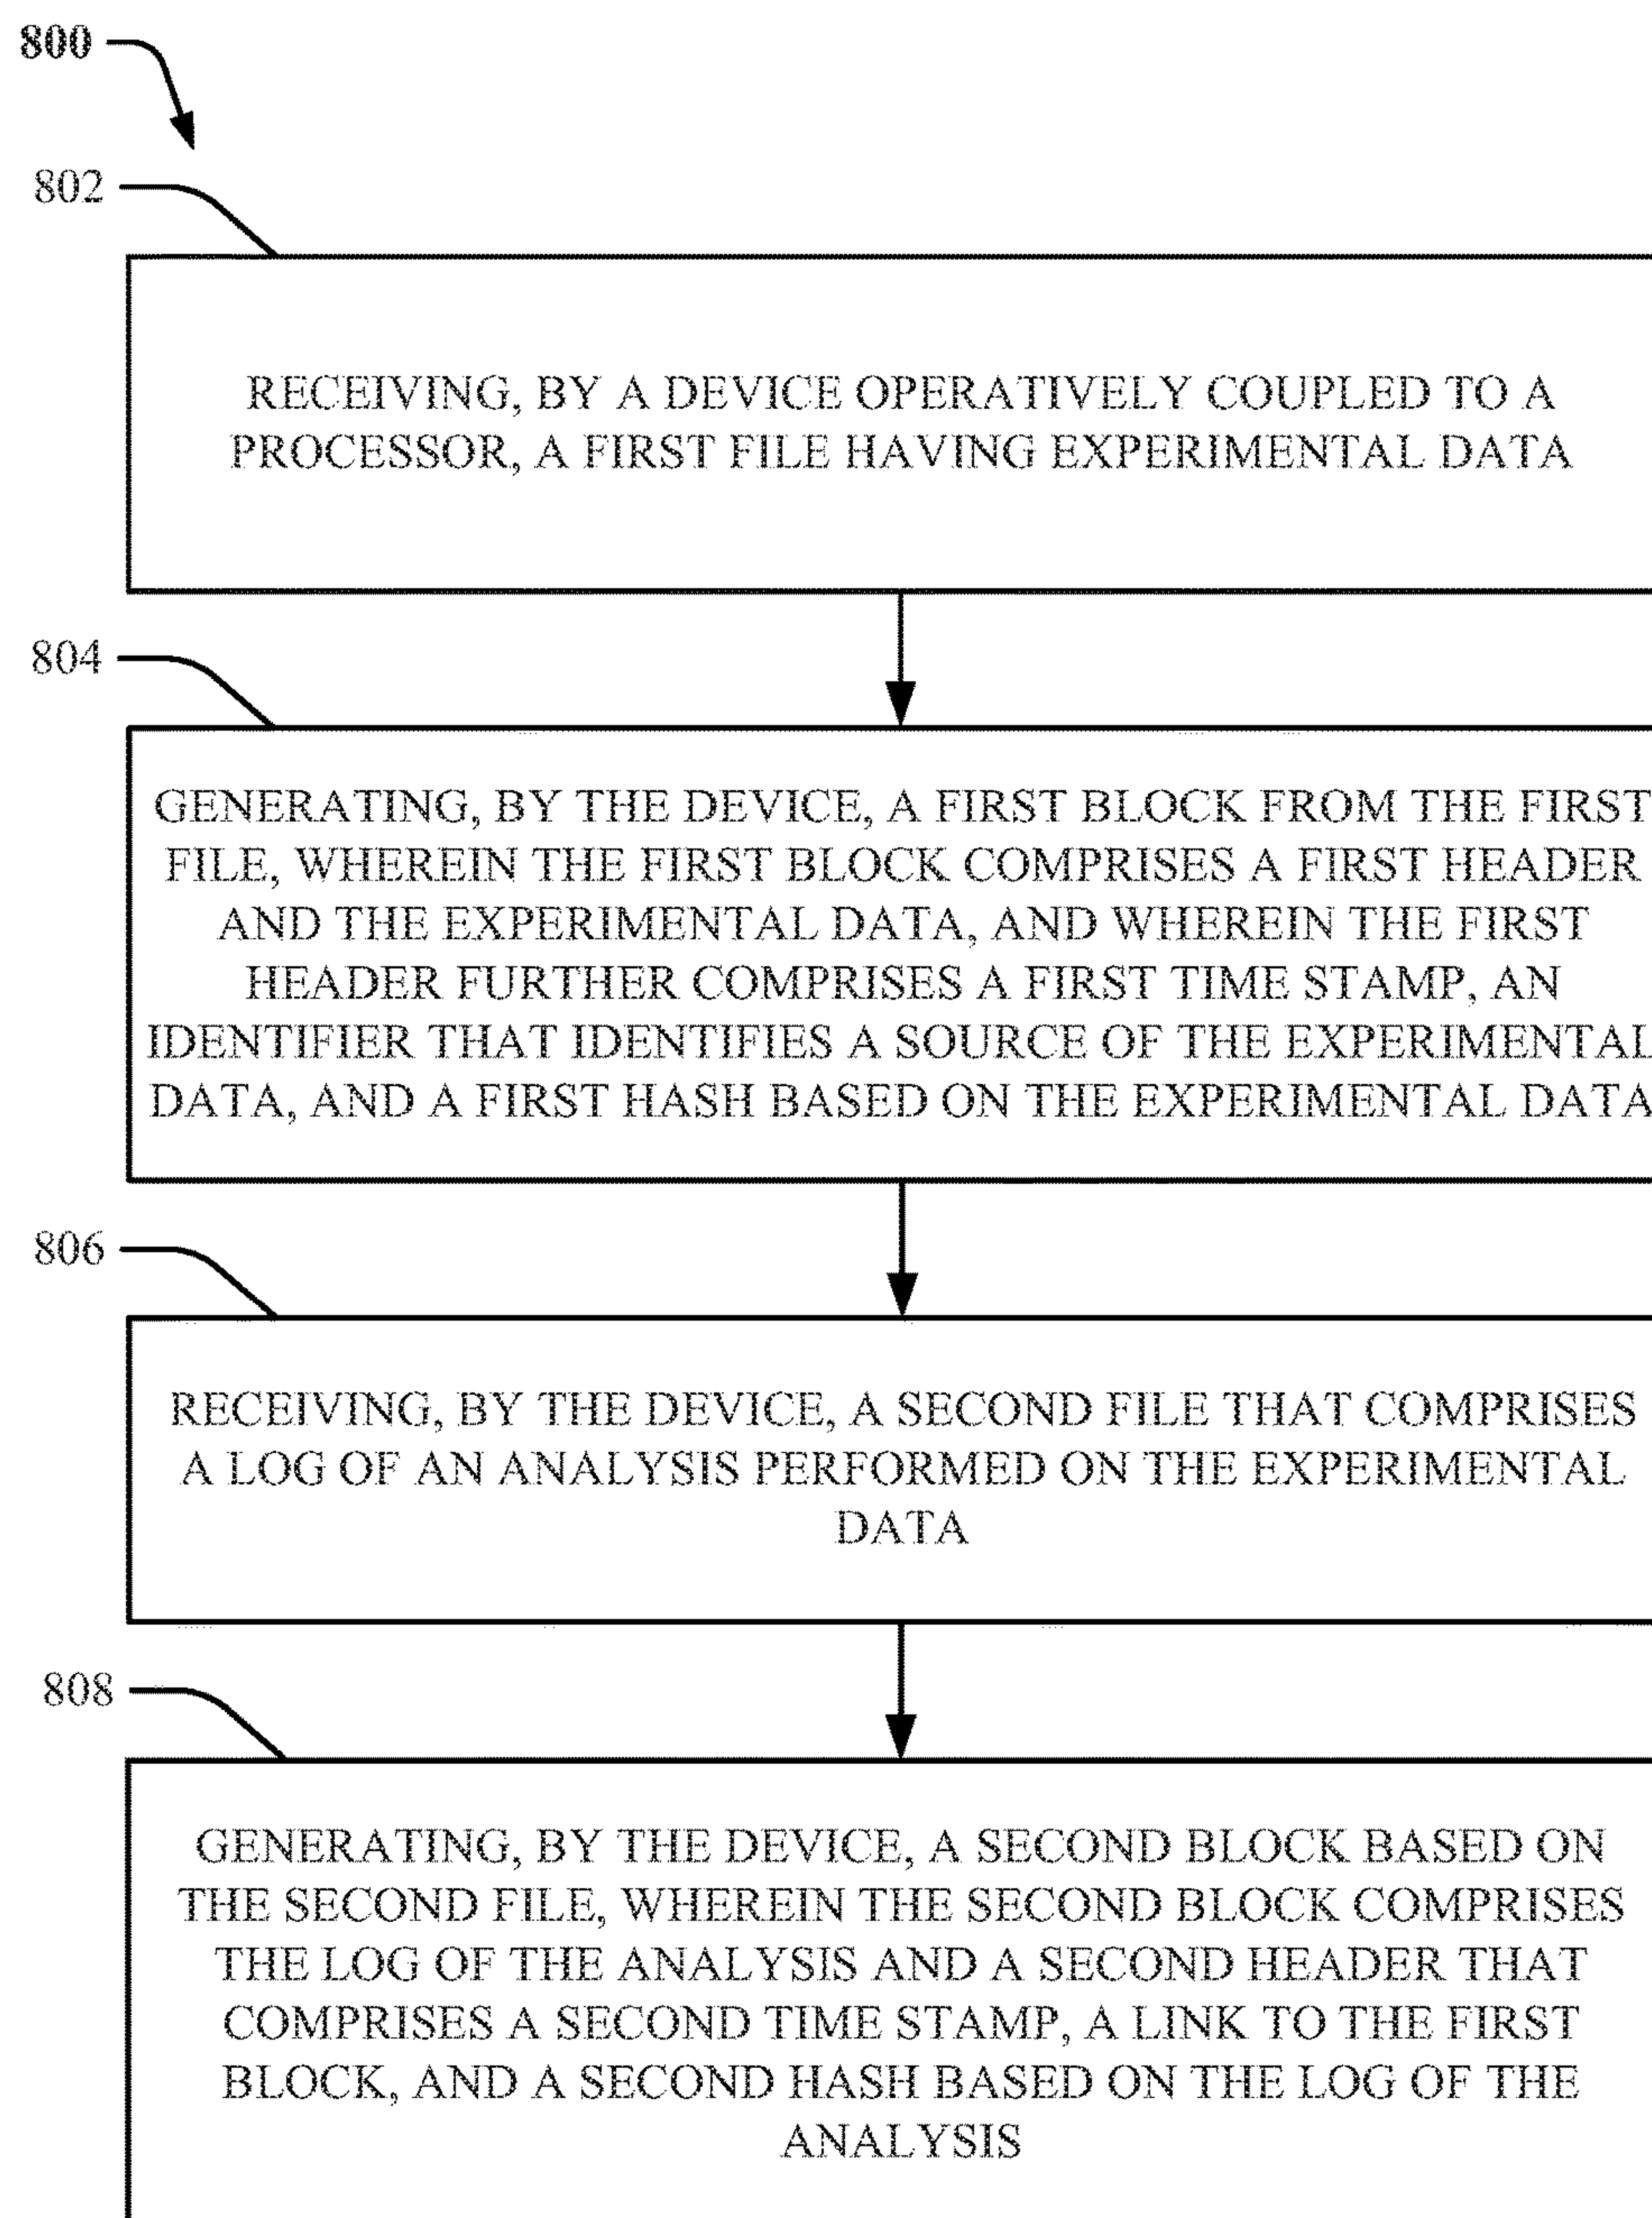 800
802
RECEIVING, BY A DEVICE OPERATIVELY COUPLED TO A
PROCESSOR, A FIRST FILE HAVING EXPERIMENTAL DATA
804
GENERATING, BY THE DEVICE, A FIRST BLOCK FROM THE FIRST
FILE, WHEREIN THE FIRST BLOCK COMPRISES A FIRST HEADER
AND THE EXPERIMENTAL DATA, AND WHEREIN THE FIRST
HEADER FURTHER COMPRISES A FIRST TIME STAMP, AN
IDENTIFIER THAT IDENTIFIES A SOURCE OF THE EXPERIMENTAL
DATA, AND A FIRST HASH BASED ON THE EXPERIMENTAL DATA
806
RECEIVING, BY THE DEVICE, A SECOND FILE THAT COMPRISES
A LOG OF AN ANALYSIS PERFORMED ON THE EXPERIMENTAL
DATA
808
GENERATING, BY THE DEVICE, A SECOND BLOCK BASED ON
THE SECOND FILE, WHEREIN THE SECOND BLOCK COMPRISES
THE LOG OF THE ANALYSIS AND A SECOND HEADER THAT
COMPRISES A SECOND TIME STAMP, A LINK TO THE FIRST
BLOCK, AND A SECOND HASH BASED ON THE LOG OF THE
ANALYSIS